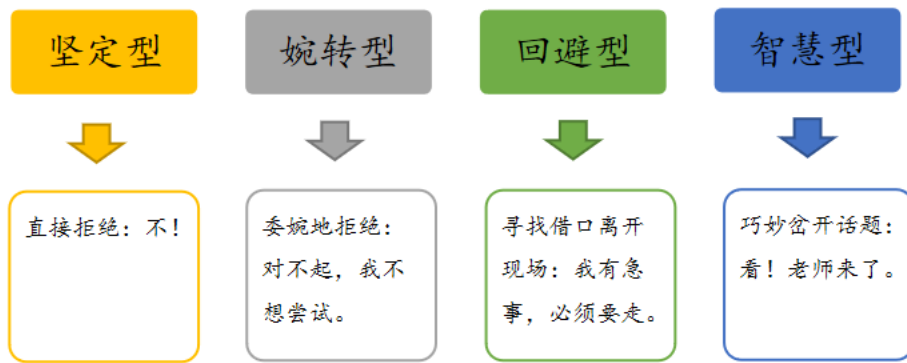 坚定型
婉转型
回避型
智慧型
直接拒绝：不！
委婉地拒绝：
对不起，我不
想尝试。
寻找借口离开
现场：我有急
事，必须要走。
巧妙岔开话题：
看！老师来了。